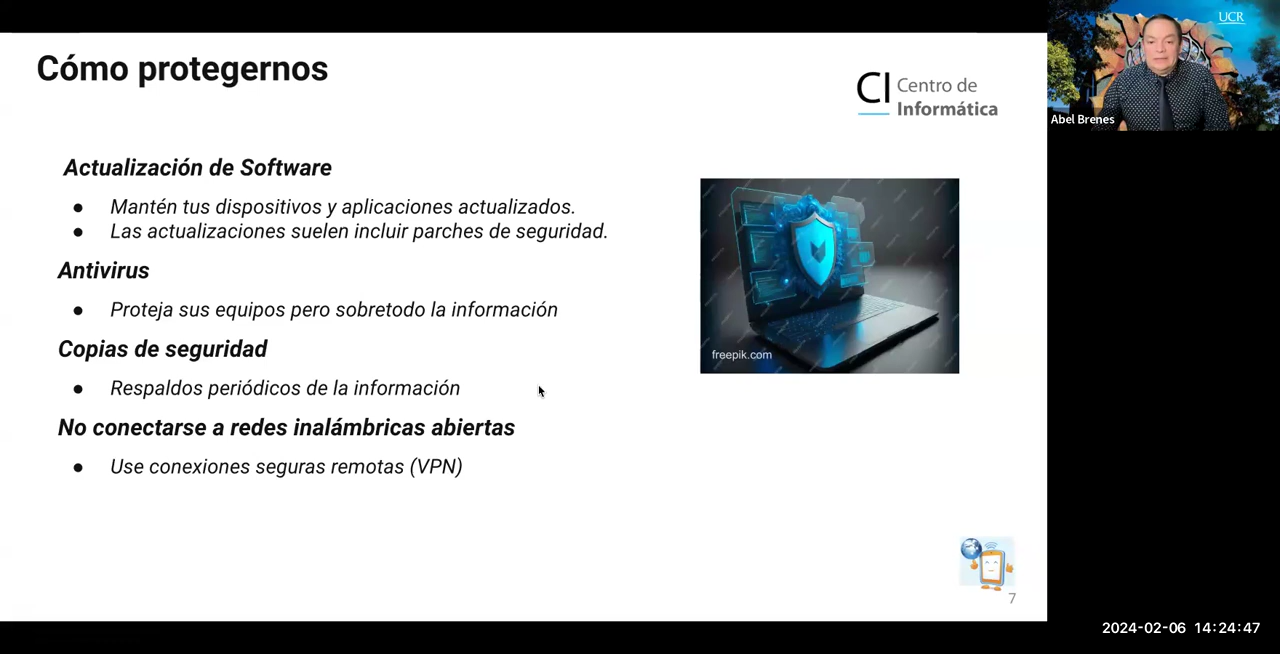 Cómo protegernos
CI Centro de
Informática
UCR
Abel Brenes
Actualización de Software
● Mantén tus dispositivos y aplicaciones actualizados.
● Las actualizaciones suelen incluir parches de seguridad.
Antivirus
● Proteja sus equipos pero sobretodo la información
Copias de seguridad
● Respaldos periódicos de la información
No conectarse a redes inalámbricas abiertas
● Use conexiones seguras remotas (VPN)
freepik.com
7
2024-02-06 14:24:47